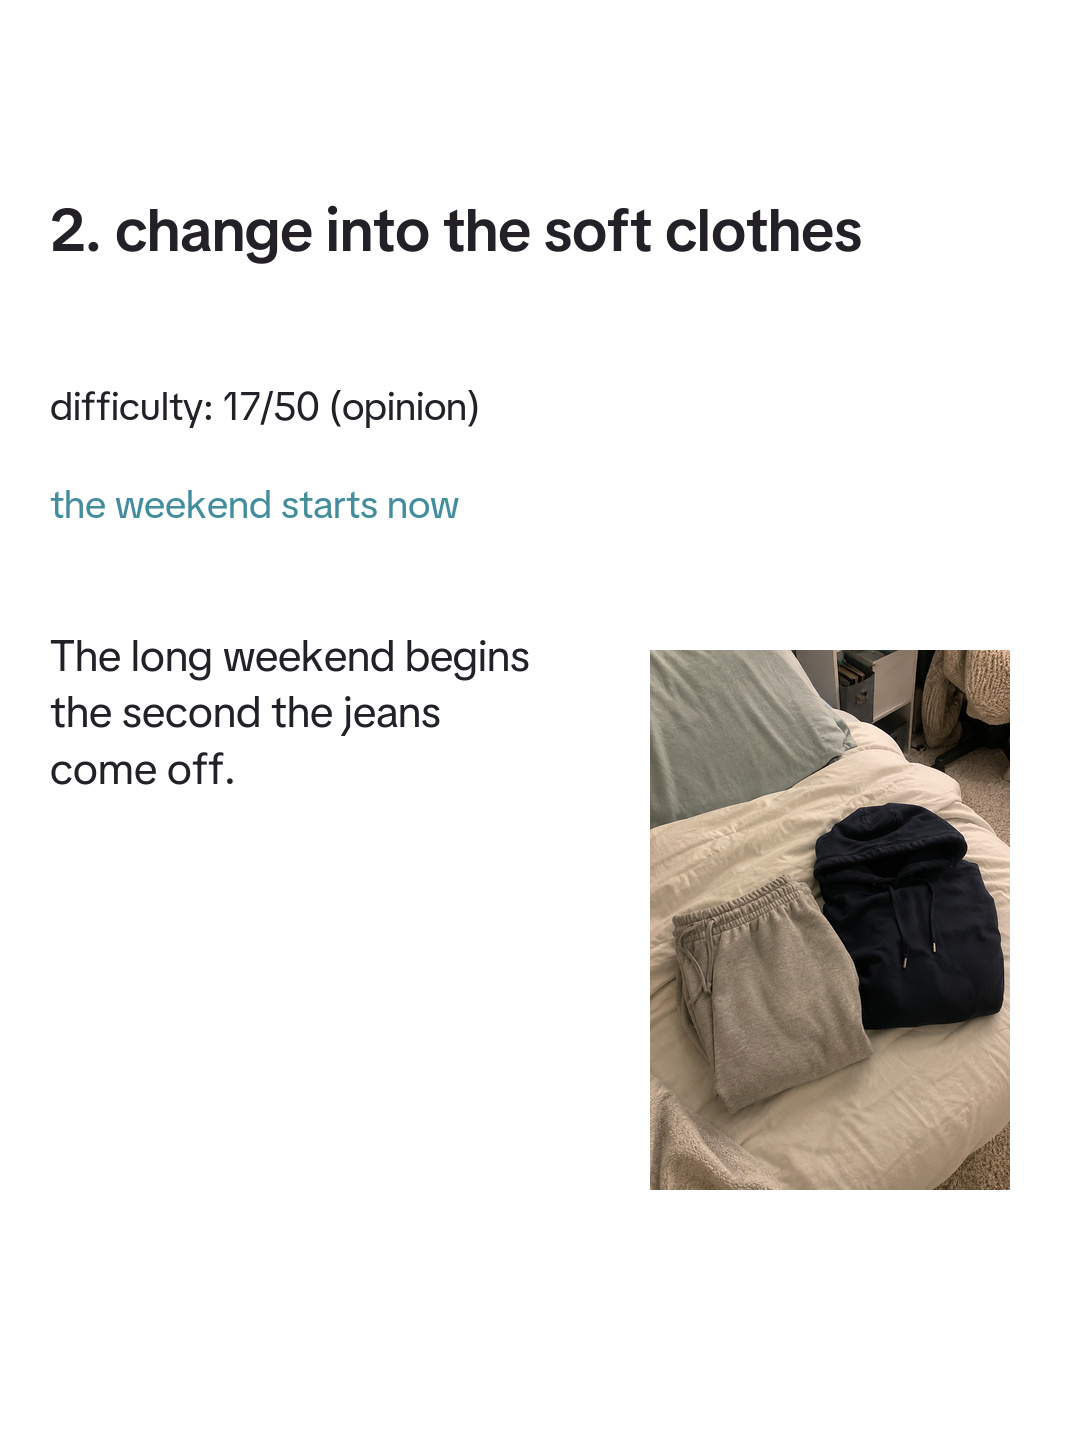 2. change into the soft clothes
difficulty: 17/50 (opinion)
the weekend starts now
The long weekend begins
the second the jeans
come off.